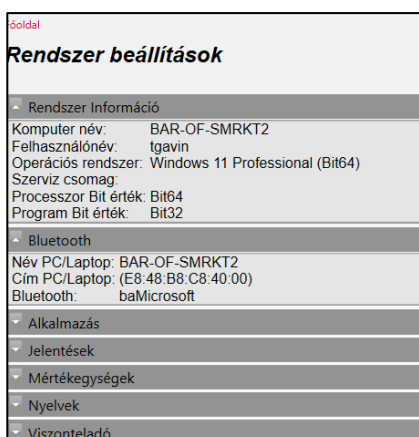 főoldal
Rendszer beállítások
Rendszer Információ
Komputer név: BAR-OF-SMRKT2
Felhasználónév: tgavin
Operációs rendszer: Windows 11 Professional (Bit64)
Szerviz csomag:
Processzor Bit érték: Bit64
Program Bit érték: Bit32
Bluetooth
Név PC/Laptop: BAR-OF-SMRKT2
Cím PC/Laptop: (E8:48:B8:C8:40:00)
Bluetooth: baMicrosoft
Alkalmazás
Jelentések
Mértékegységek
Nyelvek
Viszonteladó